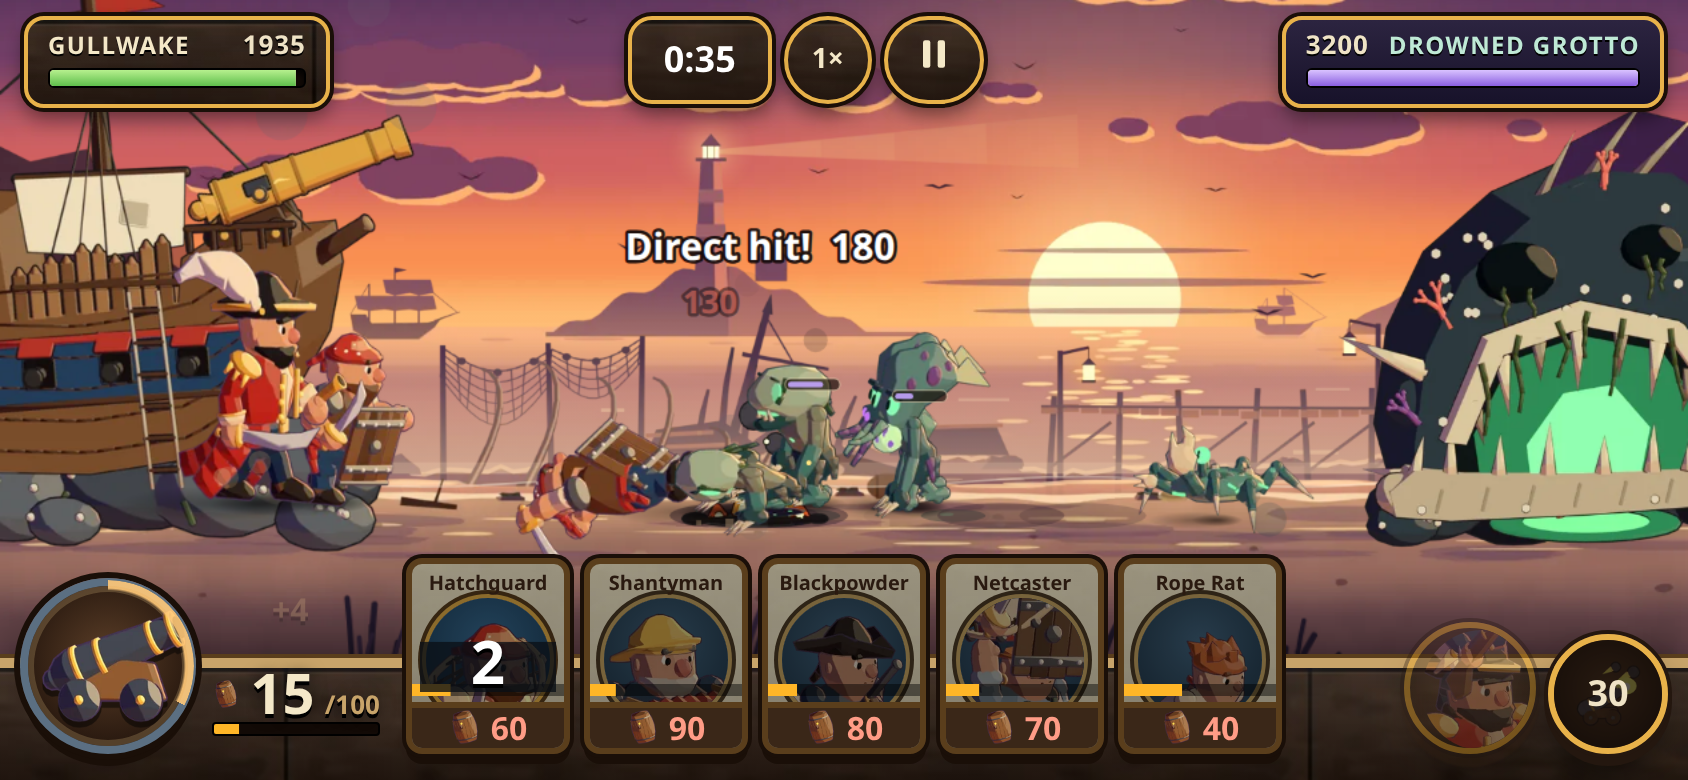 GULLWAKE 1935
0:35
1×
3200 DROWNED GROTTO
Direct hit! 180
130
+4
15 /100
Hatchguard
2
60
Shantyman
90
Blackpowder
80
Netcaster
70
Rope Rat
40
30